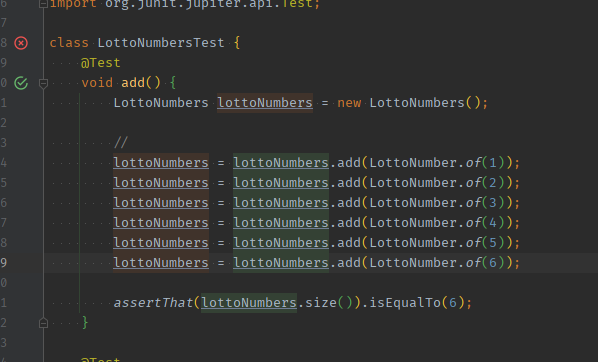 6 import org.junit.jupiter.api.Test;
7
8 class LottoNumbersTest {
9 @Test
0 void add() {
1 LottoNumbers lottoNumbers = new LottoNumbers();
2
3 //
4 lottoNumbers = lottoNumbers.add(LottoNumber.of(1));
5 lottoNumbers = lottoNumbers.add(LottoNumber.of(2));
6 lottoNumbers = lottoNumbers.add(LottoNumber.of(3));
7 lottoNumbers = lottoNumbers.add(LottoNumber.of(4));
8 lottoNumbers = lottoNumbers.add(LottoNumber.of(5));
9 lottoNumbers = lottoNumbers.add(LottoNumber.of(6));
0
1 assertThat(lottoNumbers.size()).isEqualTo(6);
2 }
3
@Test